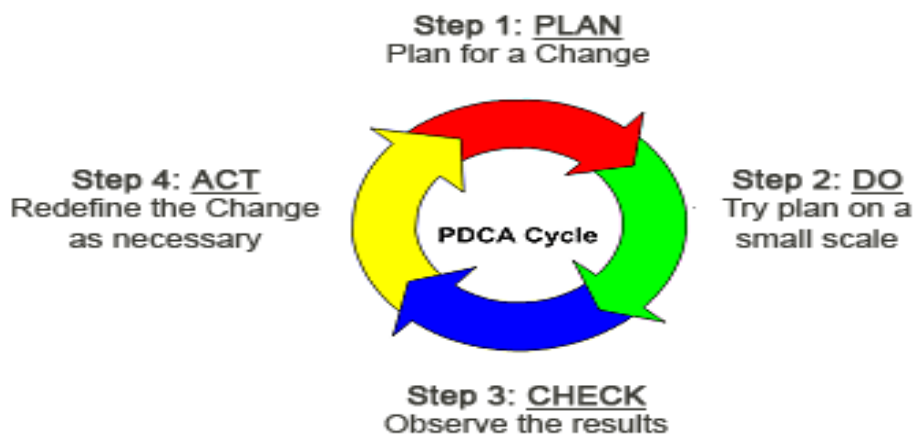 Step 1: PLAN
Plan for a Change
Step 4: ACT
Redefine the Change
as necessary
PDCA Cycle
Step 2: DO
Try plan on a
small scale
Step 3: CHECK
Observe the results